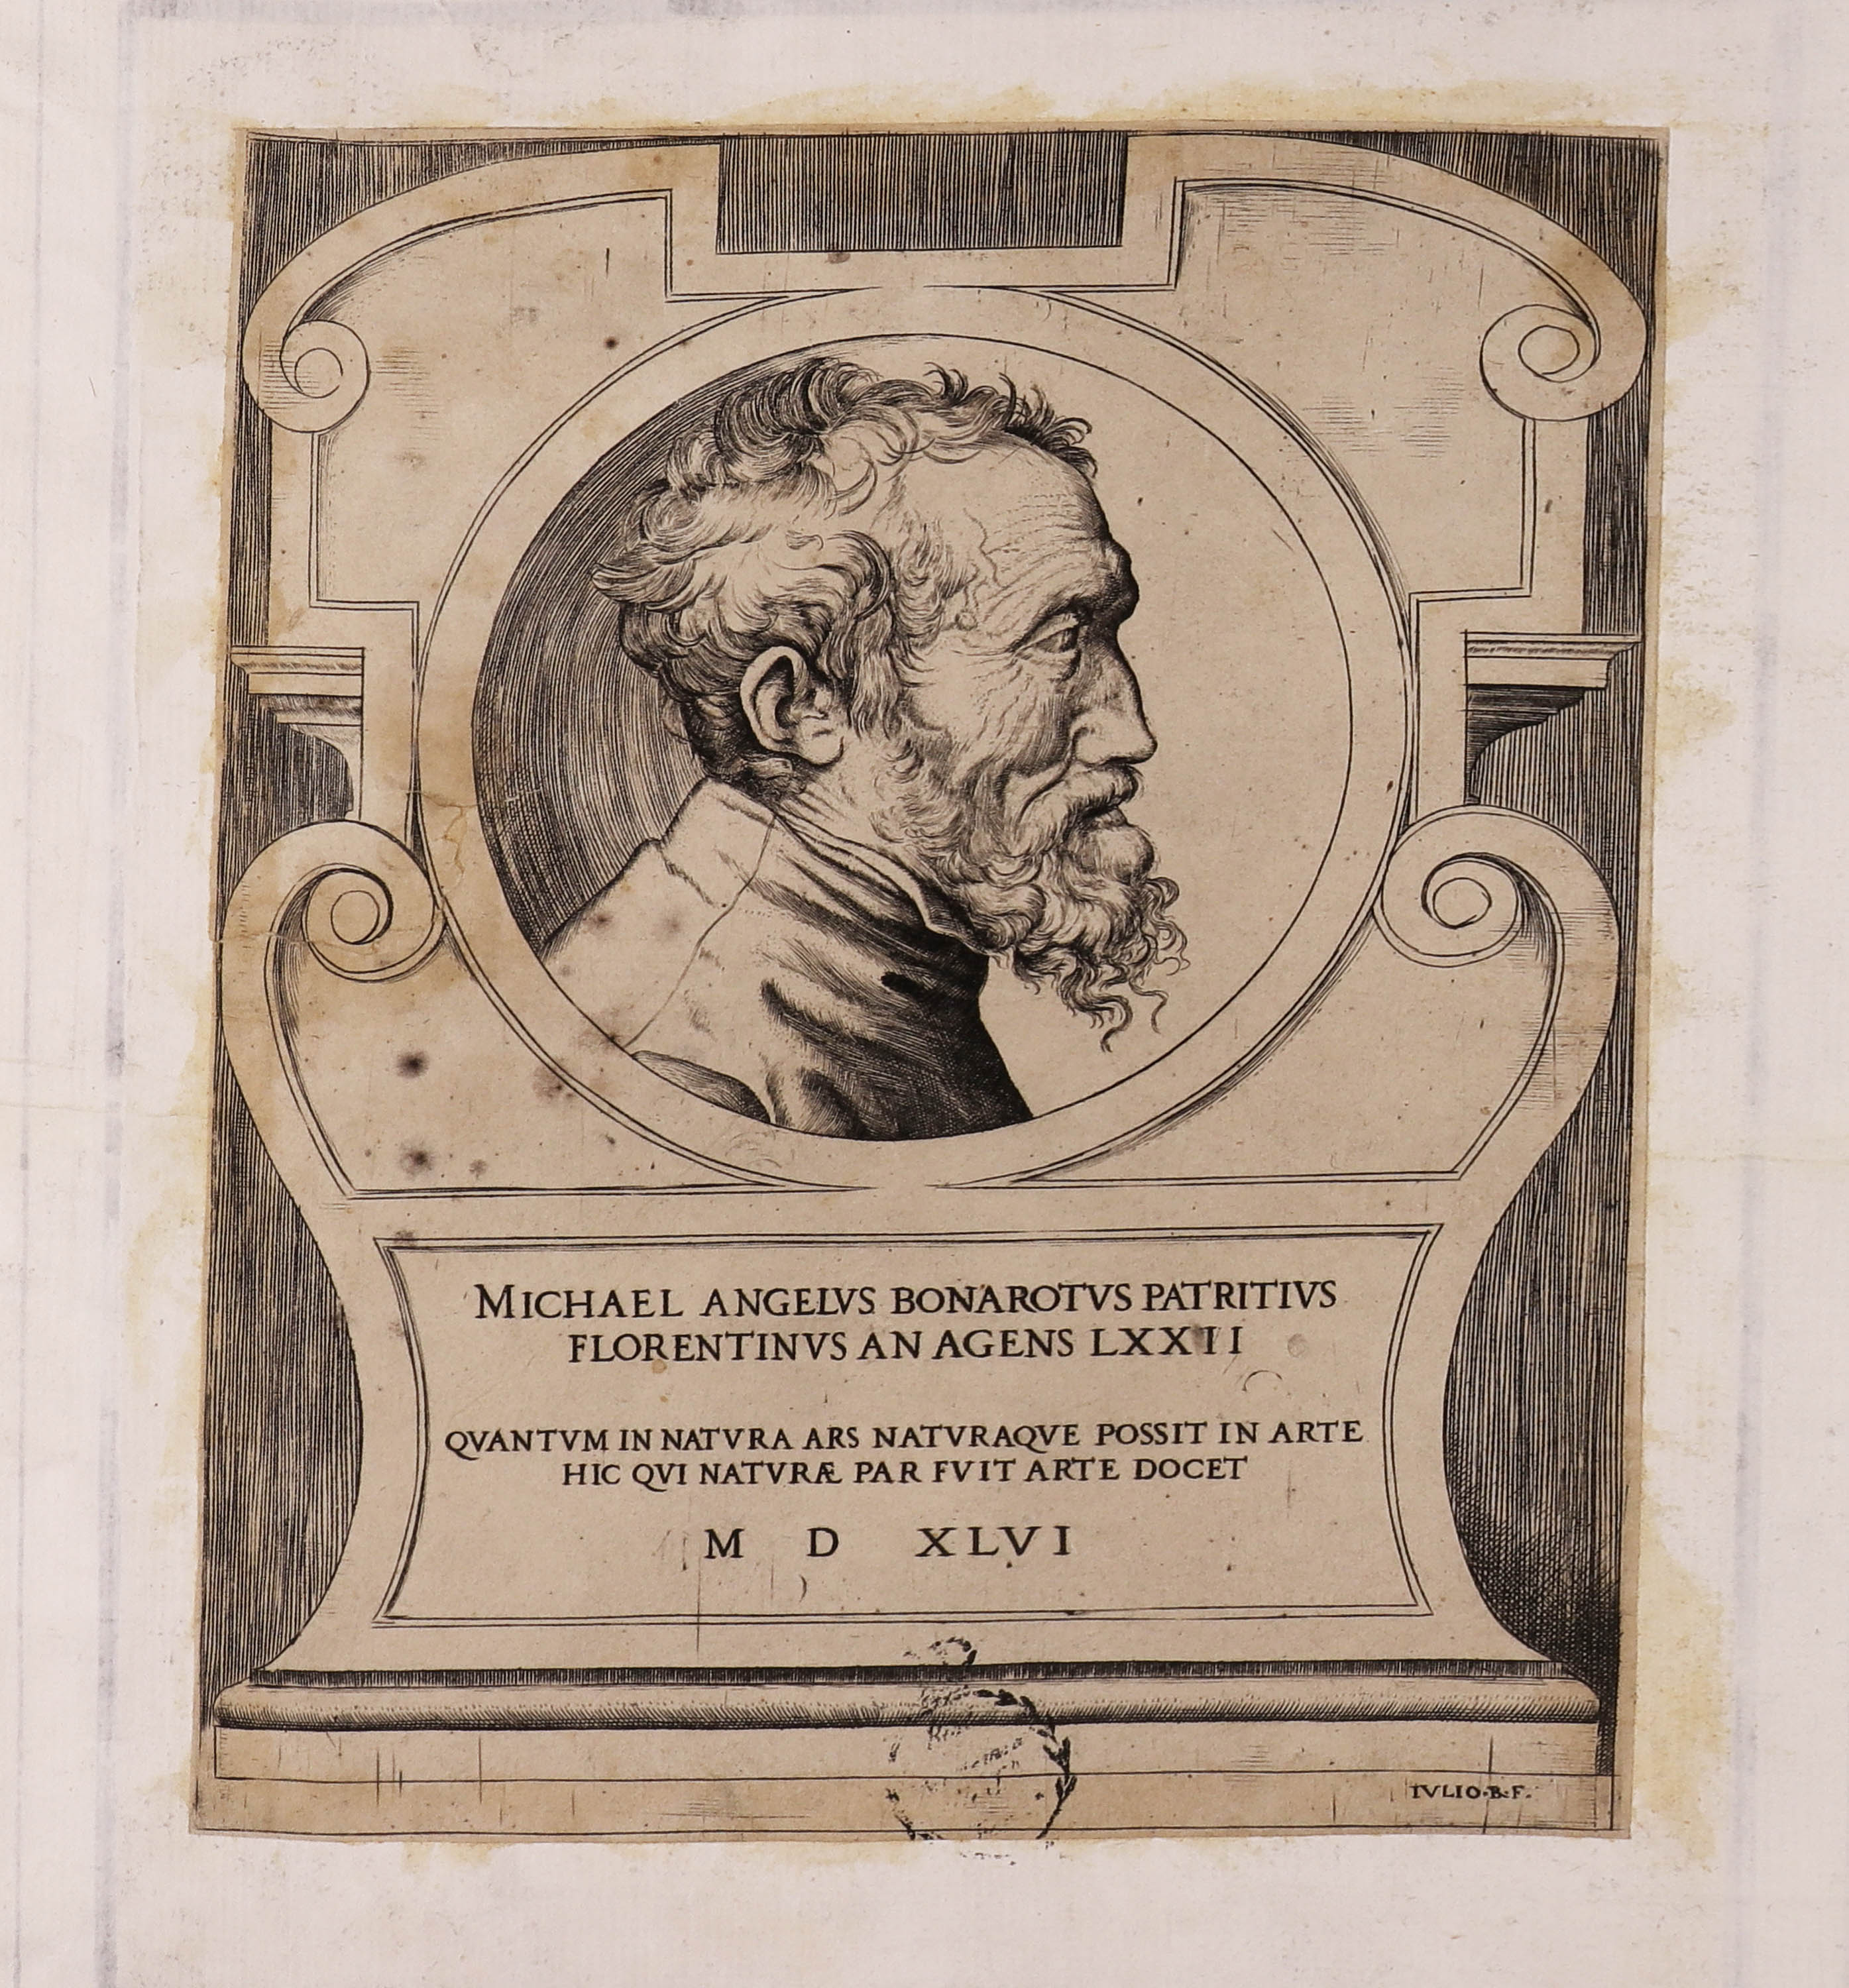 MICHAEL ANGELVS BONAROTVS PATRITIVS
FLORENTINVS AN AGENS LXXII
QVANTVM IN NATVRA ARS NATVRAQVE POSSIT IN ARTE
HIC QVI NATVRÆ PAR FVIT ARTE DOCET
M D XLVI
IVLIO·B·F·